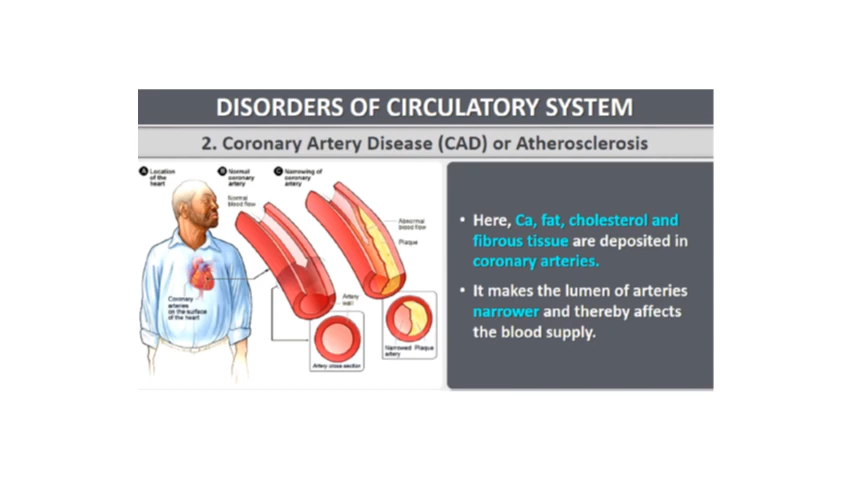 DISORDERS OF CIRCULATORY SYSTEM
2. Coronary Artery Disease (CAD) or Atherosclerosis
A Location
of the
heart
B Normal
coronary
artery
C Narrowing of
coronary
artery
Normal
blood flow
Abnormal
blood flow
Plaque
Artery
wall
Coronary
arteries
on the surface
of the heart
Narrowed Plaque
artery
Artery cross-section
• Here, Ca, fat, cholesterol and
fibrous tissue are deposited in
coronary arteries.
• It makes the lumen of arteries
narrower and thereby affects
the blood supply.